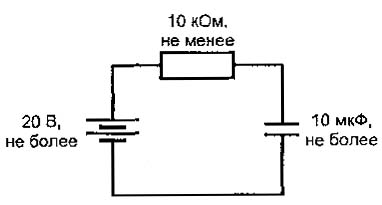 10 кОм,
не менее
20 В,
не более
10 мкФ,
не более